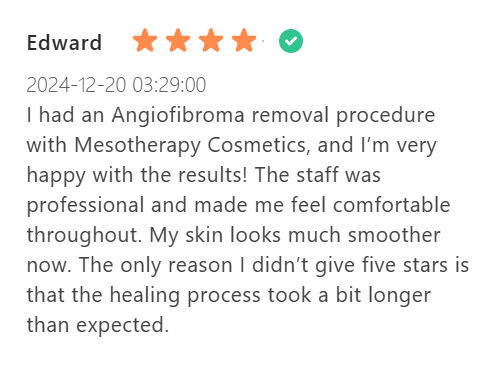 Edward
2024-12-20 03:29:00
I had an Angiofibroma removal procedure
with Mesotherapy Cosmetics, and I’m very
happy with the results! The staff was
professional and made me feel comfortable
throughout. My skin looks much smoother
now. The only reason I didn’t give five stars is
that the healing process took a bit longer
than expected.